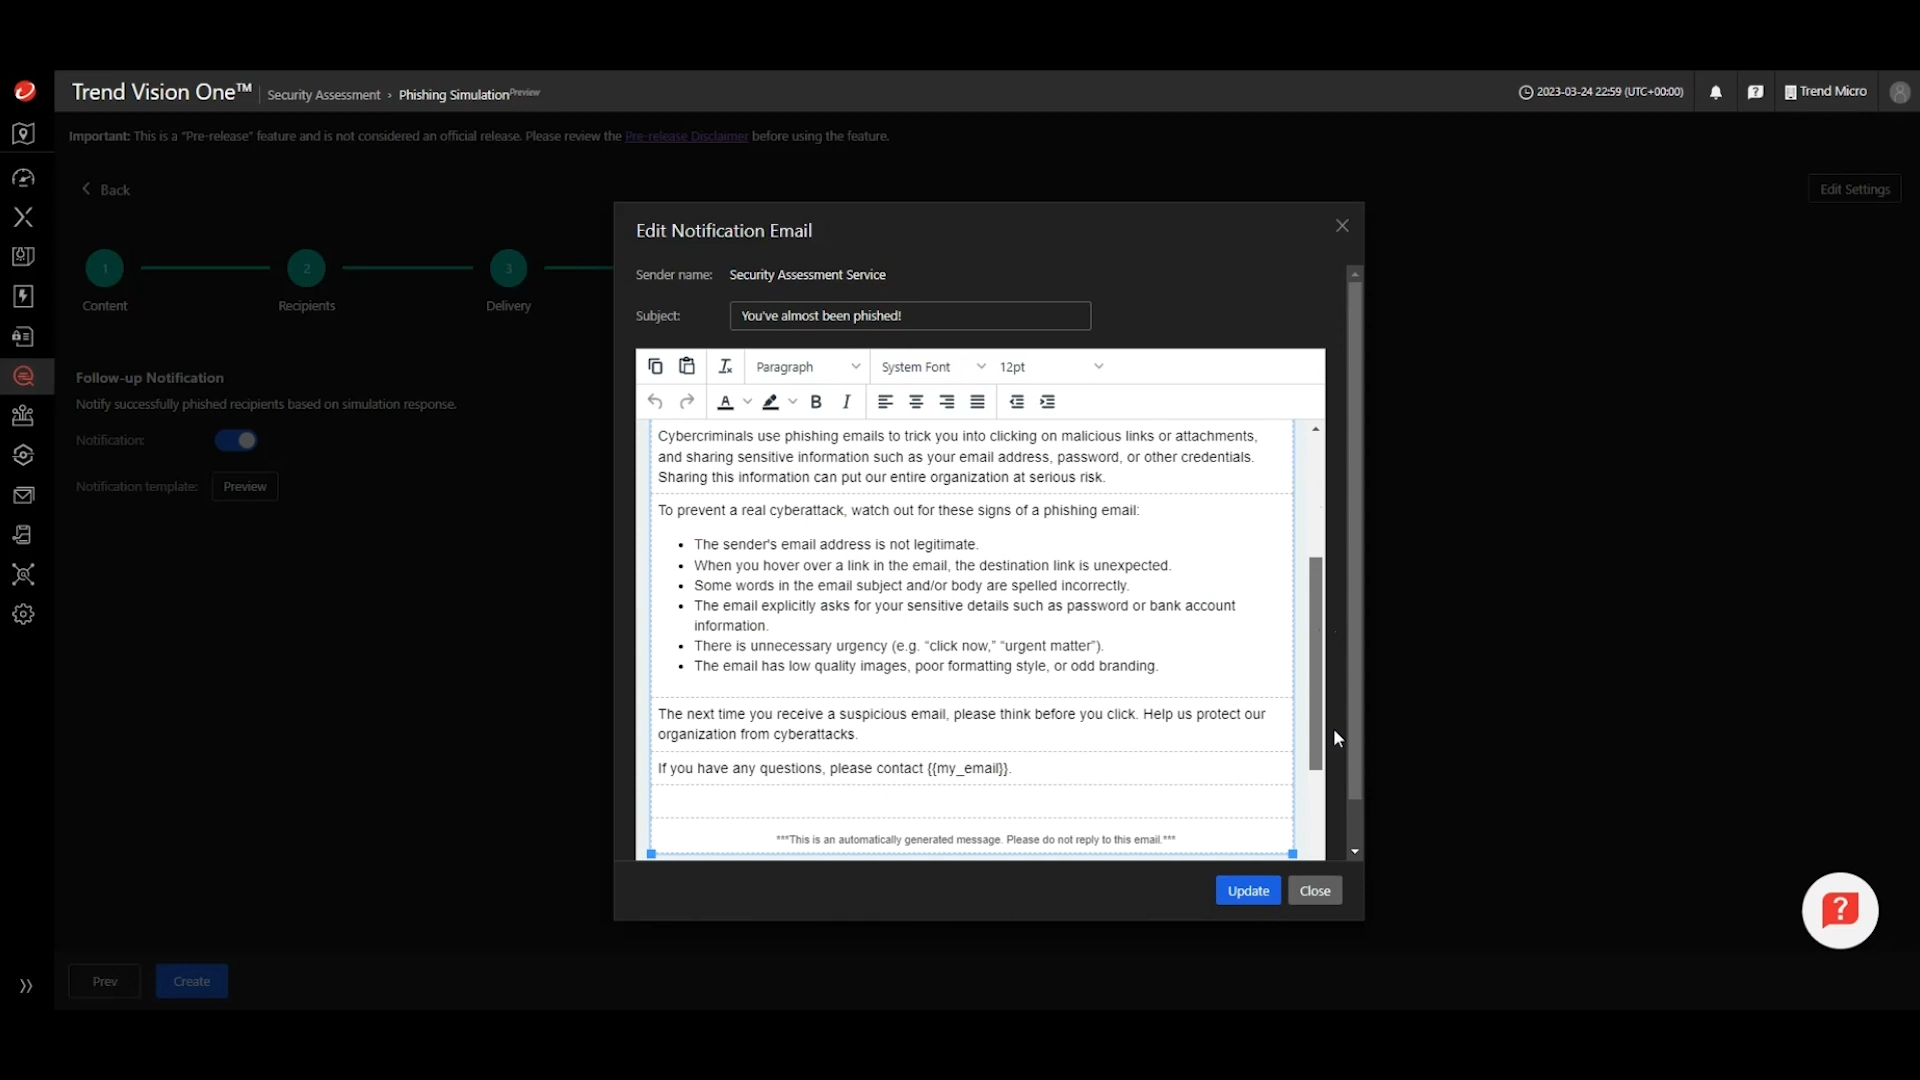 Trend Vision One™ Security Assessment › Phishing Simulation Preview
2023-03-24 22:59 (UTC+00:00)
Trend Micro
Important: This is a "Pre-release" feature and is not considered an official release. Please review the Pre-release Disclaimer before using the feature.
Back
Edit Settings
1
2
3
Content
Recipients
Delivery
Follow-up Notification
Notify successfully phished recipients based on simulation response.
Notification:
Notification template: Preview
Edit Notification Email
Sender name: Security Assessment Service
Subject: You've almost been phished!
Paragraph System Font 12pt
A B I
Cybercriminals use phishing emails to trick you into clicking on malicious links or attachments,
and sharing sensitive information such as your email address, password, or other credentials.
Sharing this information can put our entire organization at serious risk.
To prevent a real cyberattack, watch out for these signs of a phishing email:
• The sender's email address is not legitimate.
• When you hover over a link in the email, the destination link is unexpected.
• Some words in the email subject and/or body are spelled incorrectly.
• The email explicitly asks for your sensitive details such as password or bank account
information.
• There is unnecessary urgency (e.g. “click now,” “urgent matter”).
• The email has low quality images, poor formatting style, or odd branding.
The next time you receive a suspicious email, please think before you click. Help us protect our
organization from cyberattacks.
If you have any questions, please contact {{my_email}}.
***This is an automatically generated message. Please do not reply to this email.***
Update Close
Prev Create